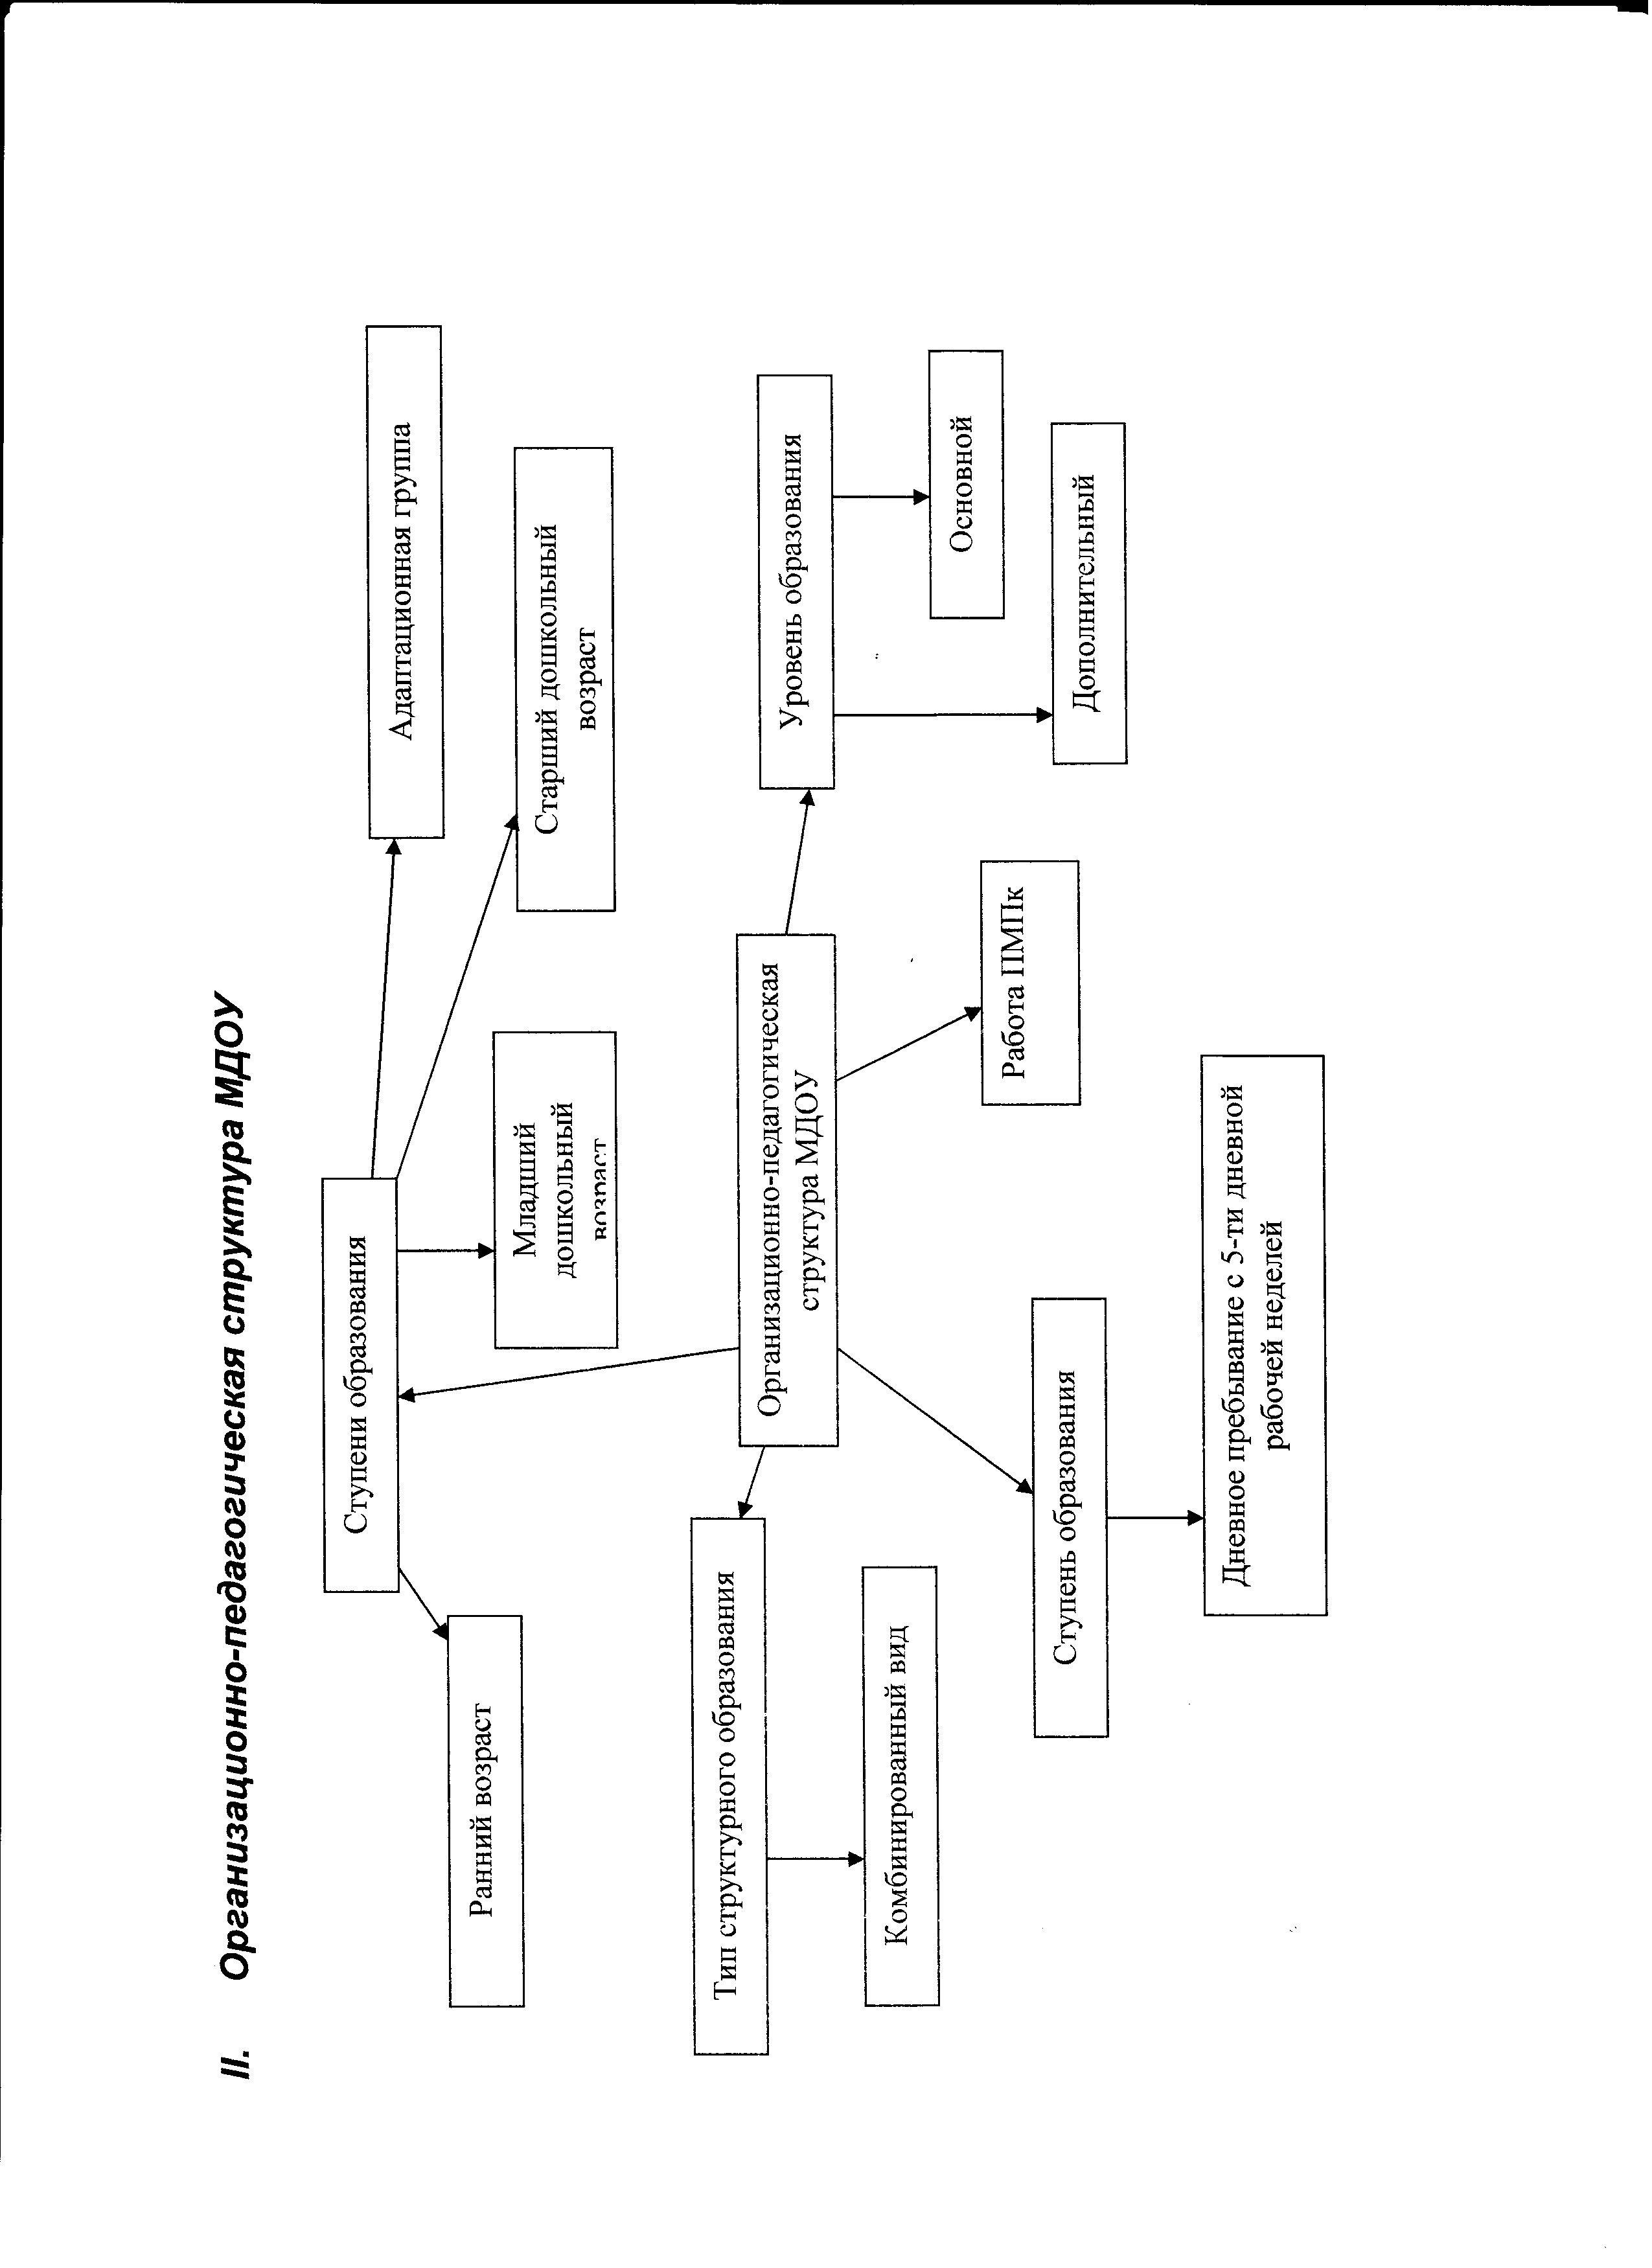 II. Организационно-педагогическая структура МДОУ
Ступени образования
Адаптационная группа
Ранний возраст
Младший
дошкольный
возраст
Старший дошкольный
возраст
Тип структурного образования
Организационно-педагогическая
структура МДОУ
Уровень образования
Комбинированный вид
Работа ПМПк
Основной
Ступень образования
Дополнительный
Дневное пребывание с 5-ти дневной
рабочей неделей